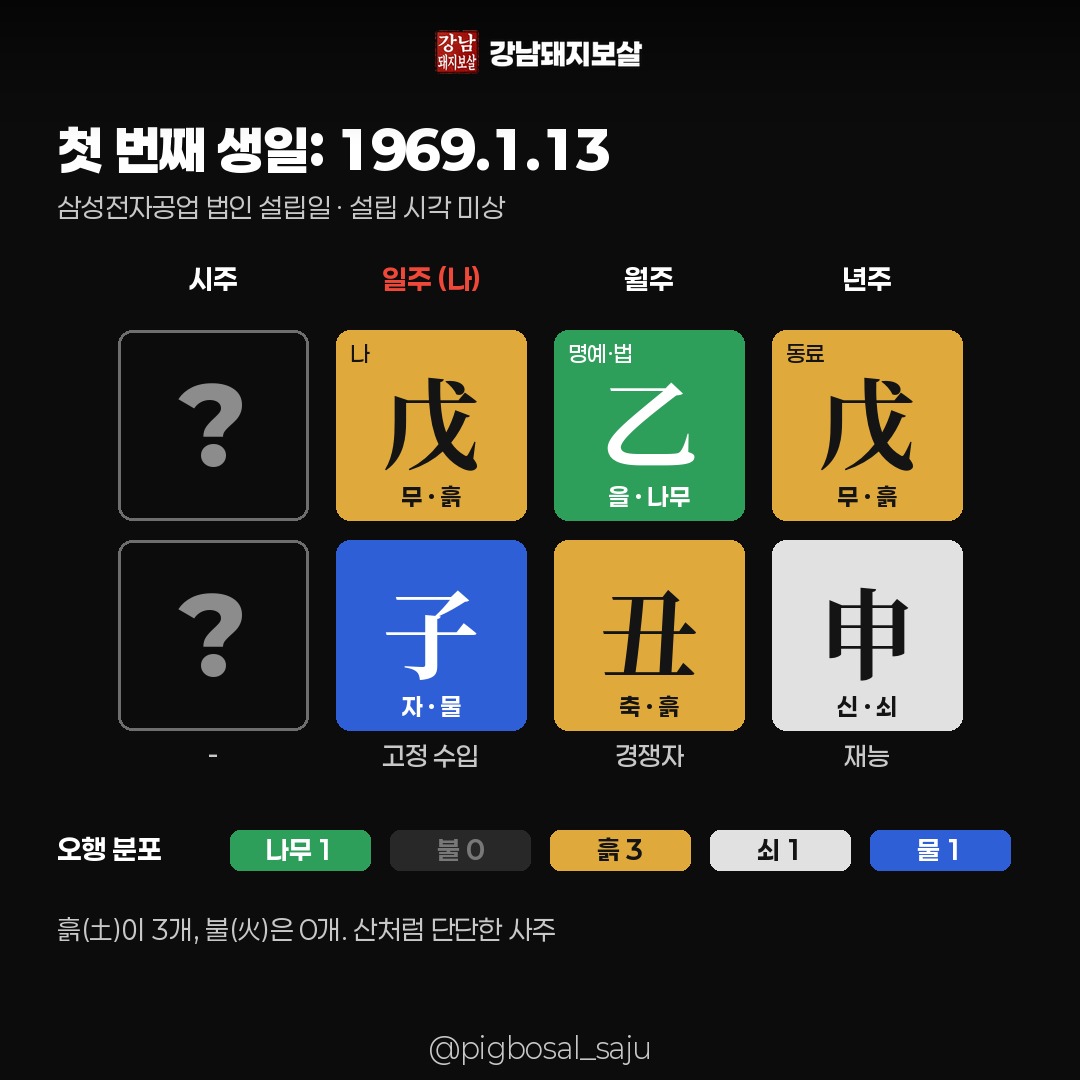 강남
돼지보살
강남돼지보살
첫 번째 생일: 1969.1.13
삼성전자공업 법인 설립일 · 설립 시각 미상
시주 일주 (나) 월주 년주
나 명예·법 동료
? 戊 乙 戊
무 · 흙 을 · 나무 무 · 흙
? 子 丑 申
자 · 물 축 · 흙 신 · 쇠
- 고정 수입 경쟁자 재능
오행 분포 나무 1 불 0 흙 3 쇠 1 물 1
흙(土)이 3개, 불(火)은 0개. 산처럼 단단한 사주
@pigbosal_saju